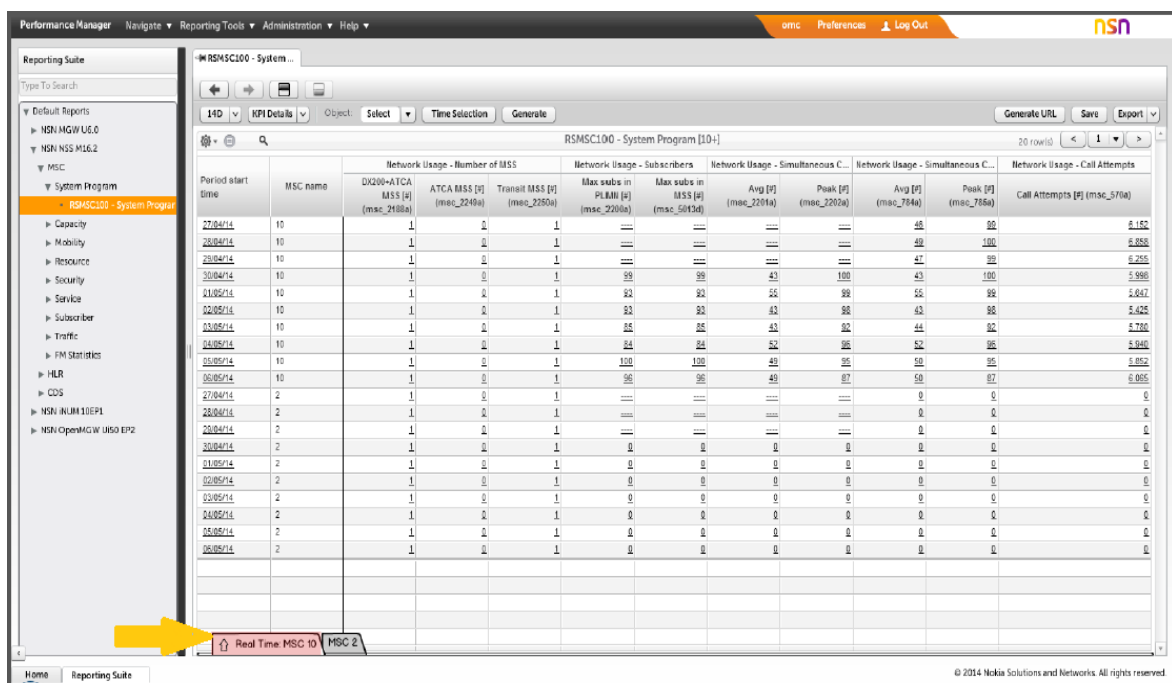 Performance Manager Navigate ▼ Reporting Tools ▼ Administration ▼ Help ▼ omc Preferences Log Out nsn
Reporting Suite
Type To Search
Default Reports
NSN MGW U6.0
NSN NSS M16.2
MSC
System Program
RSMSC100 - System Program
Capacity
Mobility
Resource
Security
Service
Subscriber
Traffic
FM Statistics
HLR
CDS
NSN iNUM 10EP1
NSN OpenMGW Ui50 EP2
RSMSC100 - System ...
14D KPI Details Object: Select Time Selection Generate Generate URL Save Export
RSMSC100 - System Program [10+] 20 row(s) < 1 >
Network Usage - Number of MSS Network Usage - Subscribers Network Usage - Simultaneous C... Network Usage - Simultaneous C... Network Usage - Call Attempts
Period start time MSC name DX200+ATCA MSS [#] (msc_2188a) ATCA MSS [#] (msc_2249a) Transit MSS [#] (msc_2250a) Max subs in PLMN [#] (msc_2200a) Max subs in MSS [#] (msc_5013d) Avg [#] (msc_2201a) Peak [#] (msc_2202a) Avg [#] (msc_784a) Peak [#] (msc_785a) Call Attempts [#] (msc_570a)
27/04/14 10 1 0 1 ---- ---- ---- ---- 46 99 6.152
28/04/14 10 1 0 1 ---- ---- ---- ---- 49 100 6.858
29/04/14 10 1 0 1 ---- ---- ---- ---- 47 99 6.255
30/04/14 10 1 0 1 99 99 43 100 43 100 5.998
01/05/14 10 1 0 1 93 93 55 99 55 99 5.647
02/05/14 10 1 0 1 93 93 43 98 43 98 5.425
03/05/14 10 1 0 1 85 85 43 92 44 92 5.780
04/05/14 10 1 0 1 84 84 52 96 52 96 5.940
05/05/14 10 1 0 1 100 100 49 95 50 95 5.852
06/05/14 10 1 0 1 96 96 49 87 50 87 6.065
27/04/14 2 1 0 1 ---- ---- ---- ---- 0 0 0
28/04/14 2 1 0 1 ---- ---- ---- ---- 0 0 0
29/04/14 2 1 0 1 ---- ---- ---- ---- 0 0 0
30/04/14 2 1 0 1 0 0 0 0 0 0 0
01/05/14 2 1 0 1 0 0 0 0 0 0 0
02/05/14 2 1 0 1 0 0 0 0 0 0 0
03/05/14 2 1 0 1 0 0 0 0 0 0 0
04/05/14 2 1 0 1 0 0 0 0 0 0 0
05/05/14 2 1 0 1 0 0 0 0 0 0 0
06/05/14 2 1 0 1 0 0 0 0 0 0 0
Real Time: MSC 10 MSC 2
Home Reporting Suite © 2014 Nokia Solutions and Networks. All rights reserved.